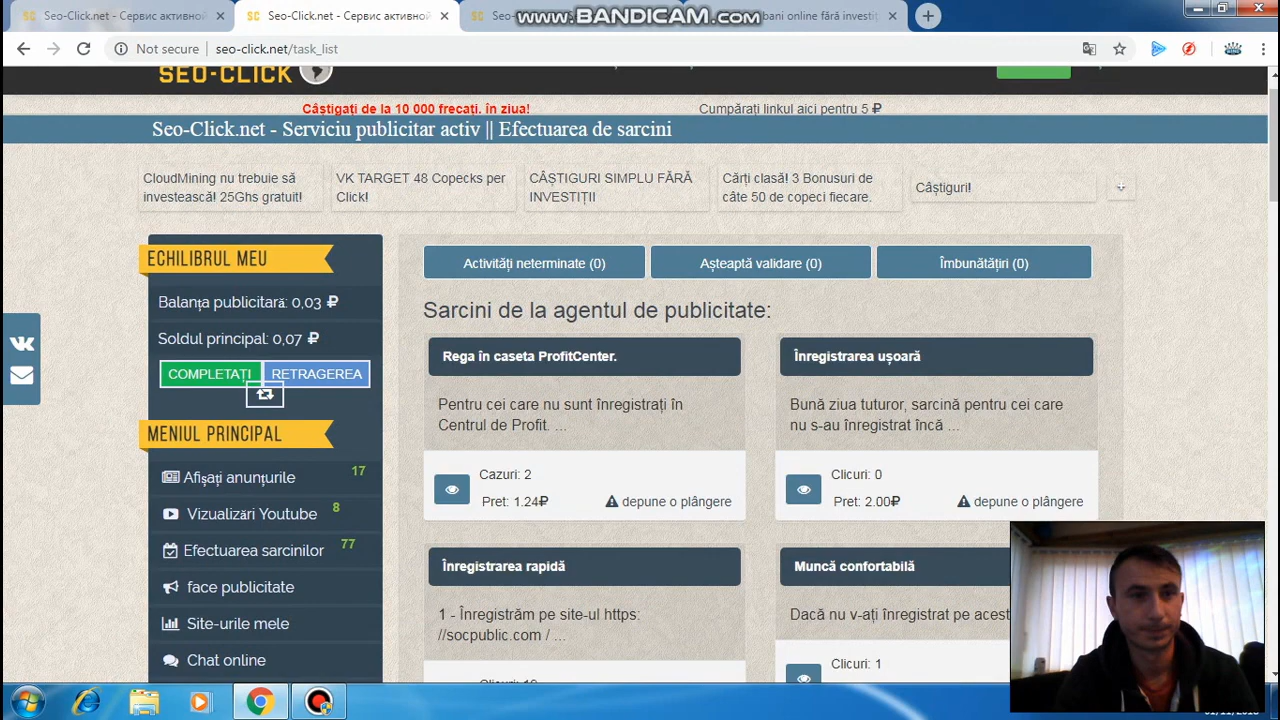 Seo-Click.net - Сервис активной
Seo-Click.net - Сервис активной
Seo-
bani online fără investiț
www.BANDICAM.com
Not secure
seo-click.net/task_list
SEO-CLICK
Câștigați de la 10 000 frecați. în ziua!
Cumpărați linkul aici pentru 5 ₽
Seo-Click.net - Serviciu publicitar activ || Efectuarea de sarcini
CloudMining nu trebuie să
investească! 25Ghs gratuit!
VK TARGET 48 Copecks per
Click!
CÂȘTIGURI SIMPLU FĂRĂ
INVESTIȚII
Cărți clasă! 3 Bonusuri de
câte 50 de copeci fiecare.
Câștiguri!
+
ECHILIBRUL MEU
Balanța publicitară: 0,03 ₽
Soldul principal: 0,07 ₽
COMPLETAȚI
RETRAGEREA
MENIUL PRINCIPAL
Afișați anunțurile 17
Vizualizări Youtube 8
Efectuarea sarcinilor 77
face publicitate
Site-urile mele
Chat online
Activități neterminate (0)
Așteaptă validare (0)
Îmbunătățiri (0)
Sarcini de la agentul de publicitate:
Rega în caseta ProfitCenter.
Pentru cei care nu sunt înregistrați în
Centrul de Profit. ...
Cazuri: 2
Pret: 1.24₽
depune o plângere
Înregistrarea ușoară
Bună ziua tuturor, sarcină pentru cei care
nu s-au înregistrat încă ...
Clicuri: 0
Pret: 2.00₽
depune o plângere
Înregistrarea rapidă
1 - Înregistrăm pe site-ul https:
//socpublic.com / ...
Muncă confortabilă
Dacă nu v-ați înregistrat pe acest
Clicuri: 1